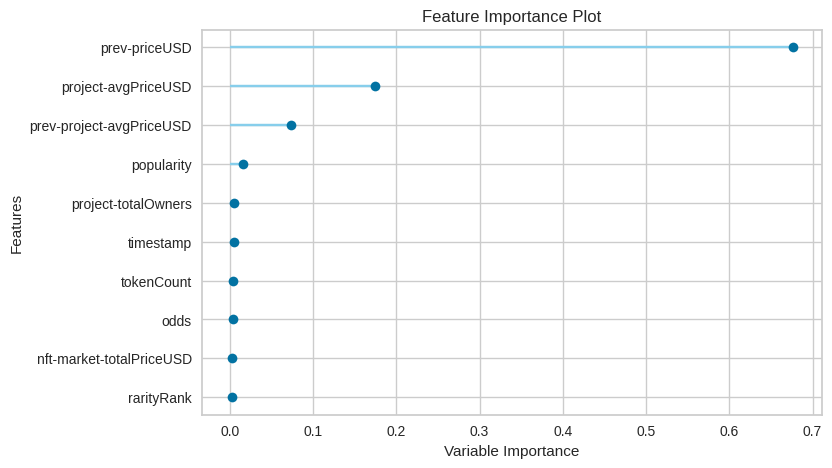 Feature Importance Plot
prev-priceUSD
project-avgPriceUSD
prev-project-avgPriceUSD
popularity
project-totalOwners
timestamp
tokenCount
odds
nft-market-totalPriceUSD
rarityRank
Features
0.0 0.1 0.2 0.3 0.4 0.5 0.6 0.7
Variable Importance